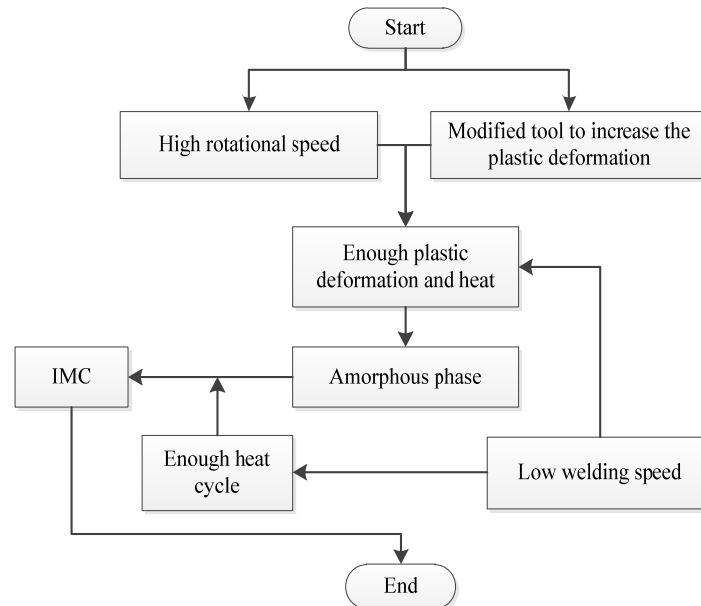 Start
High rotational speed
Modified tool to increase the
plastic deformation
Enough plastic
deformation and heat
IMC
Amorphous phase
Enough heat
cycle
Low welding speed
End